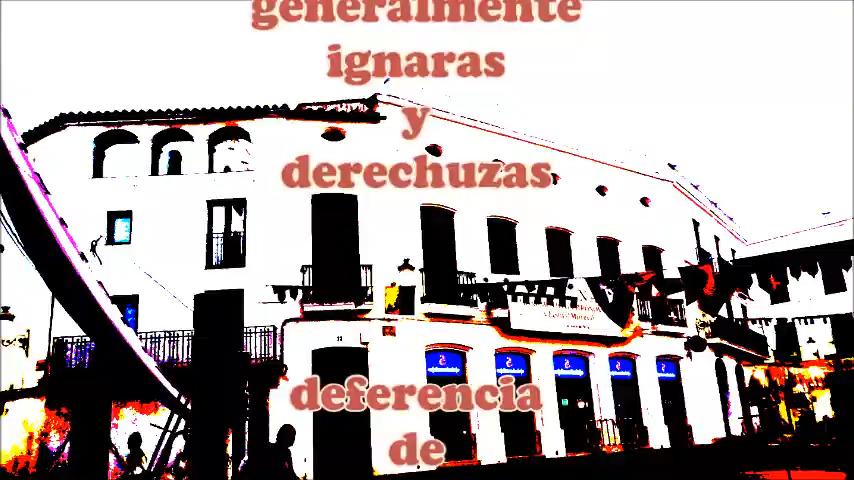 generalmente
ignaras
y
derechuzas
deferencia
de